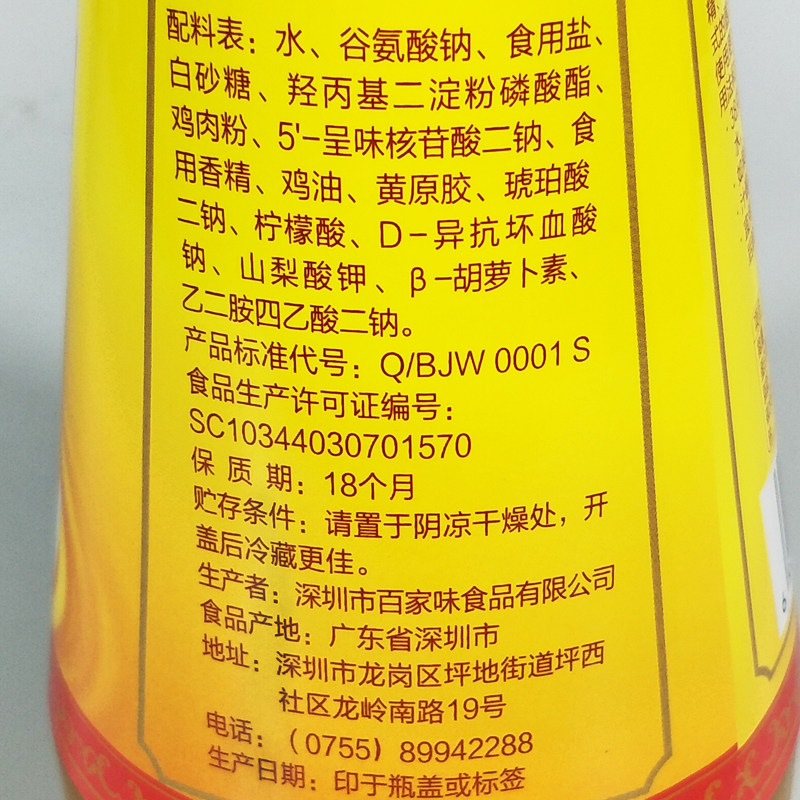 配料表：水、谷氨酸钠、食用盐、
白砂糖、羟丙基二淀粉磷酸酯、
鸡肉粉、5'-呈味核苷酸二钠、食
用香精、鸡油、黄原胶、琥珀酸
二钠、柠檬酸、D-异抗坏血酸
钠、山梨酸钾、β-胡萝卜素、
乙二胺四乙酸二钠。
产品标准代号：Q/BJW 0001 S
食品生产许可证编号：
SC10344030701570
保 质 期：18个月
贮存条件：请置于阴凉干燥处，开
盖后冷藏更佳。
生产者：深圳市百家味食品有限公司
食品产地：广东省深圳市
地址：深圳市龙岗区坪地街道坪西
社区龙岭南路19号
电话：（0755）89942288
生产日期：印于瓶盖或标签